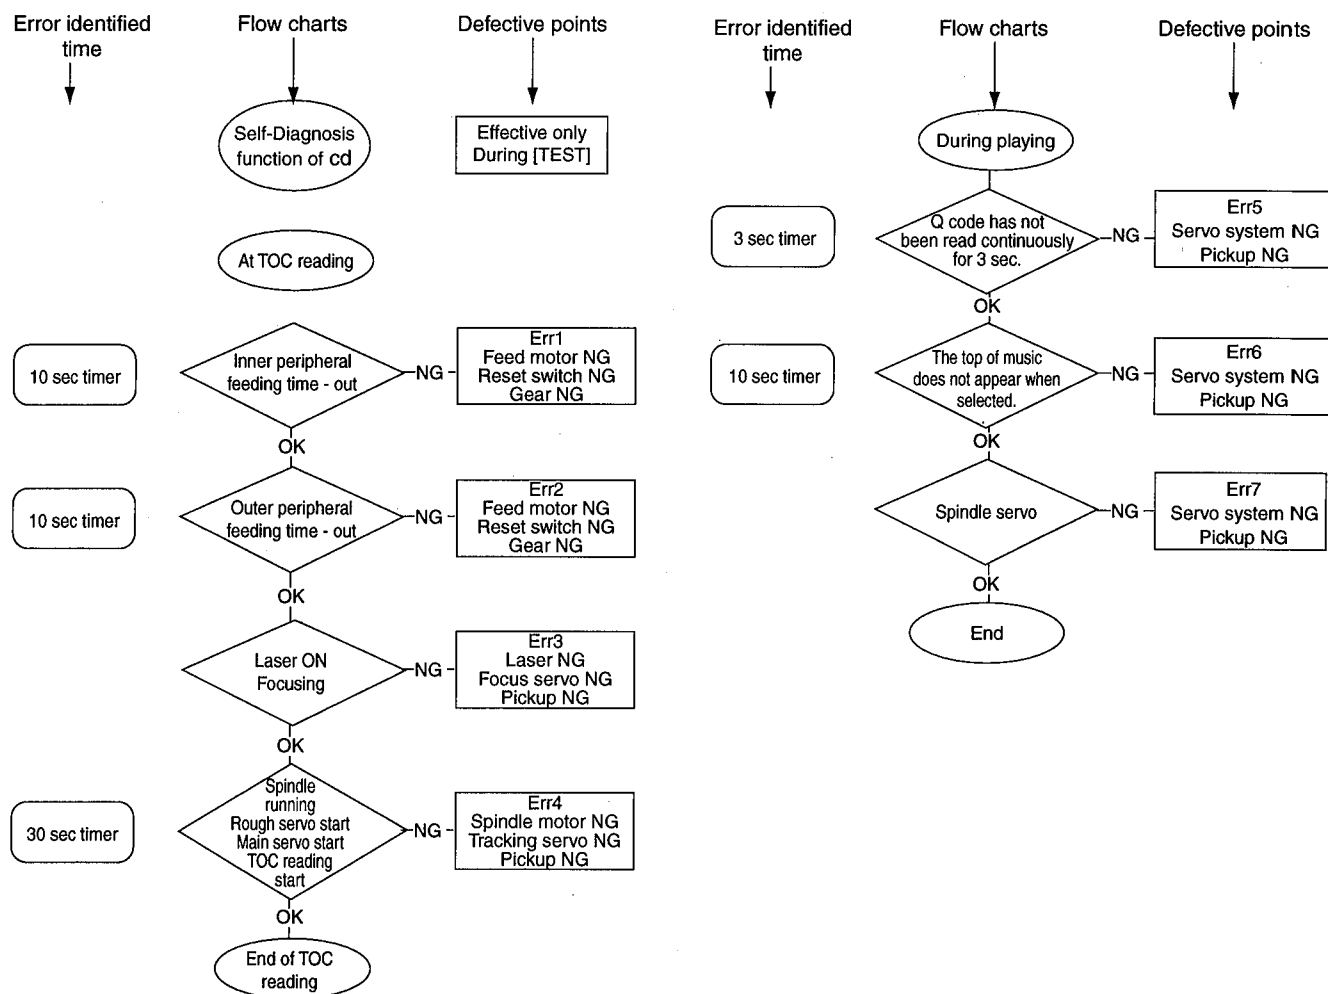 Error identified
time
Flow charts
Defective points
Self-Diagnosis
function of cd
Effective only
During [TEST]
At TOC reading
10 sec timer
Inner peripheral
feeding time - out
NG
Err1
Feed motor NG
Reset switch NG
Gear NG
OK
10 sec timer
Outer peripheral
feeding time - out
NG
Err2
Feed motor NG
Reset switch NG
Gear NG
OK
Laser ON
Focusing
NG
Err3
Laser NG
Focus servo NG
Pickup NG
OK
30 sec timer
Spindle
running
Rough servo start
Main servo start
TOC reading
start
NG
Err4
Spindle motor NG
Tracking servo NG
Pickup NG
OK
End of TOC
reading
Error identified
time
Flow charts
Defective points
During playing
3 sec timer
Q code has not
been read continuously
for 3 sec.
NG
Err5
Servo system NG
Pickup NG
OK
10 sec timer
The top of music
does not appear when
selected.
NG
Err6
Servo system NG
Pickup NG
OK
Spindle servo
NG
Err7
Servo system NG
Pickup NG
OK
End